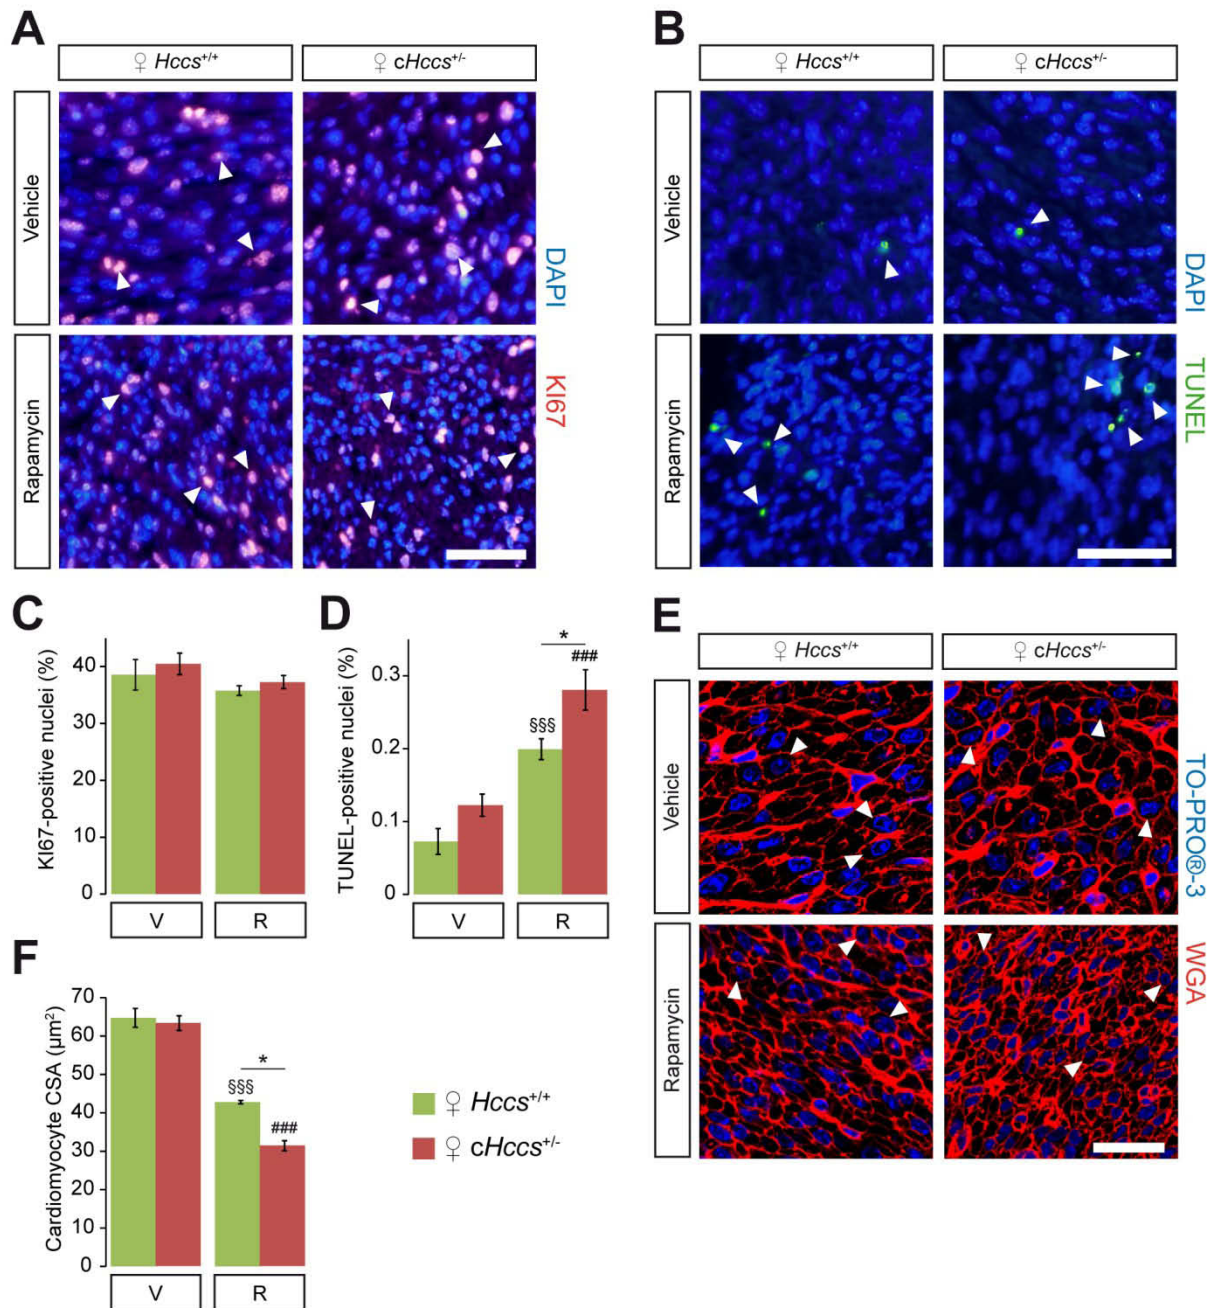 A
♀ Hccs+/+
♀ cHccs+/-
Vehicle
Rapamycin
DAPI
KI67
B
♀ Hccs+/+
♀ cHccs+/-
Vehicle
Rapamycin
DAPI
TUNEL
C
KI67-positive nuclei (%)
40
30
20
10
0
V
R
D
TUNEL-positive nuclei (%)
0.3
0.2
0.1
0
*
###
§§§
V
R
E
♀ Hccs+/+
♀ cHccs+/-
Vehicle
Rapamycin
TO-PRO®-3
WGA
F
Cardiomyocyte CSA (µm²)
70
60
50
40
30
20
10
0
*
§§§
###
V
R
♀ Hccs+/+
♀ cHccs+/-